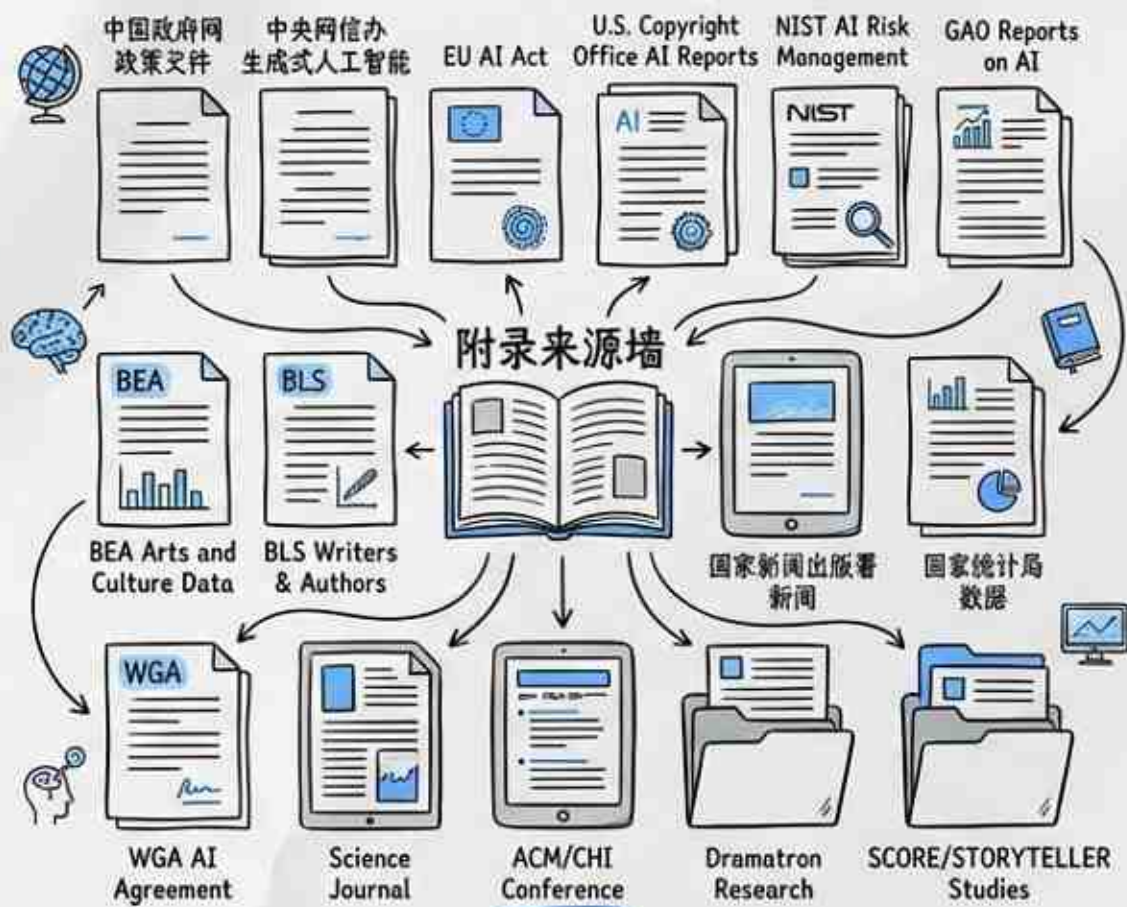 中国政府网
政策文件
中央网信办
生成式人工智能
EU AI Act
U.S. Copyright
Office AI Reports
NIST AI Risk
Management
GAO Reports
on AI
AI
NIST
附录来源墙
BEA
BLS
BEA Arts and
Culture Data
BLS Writers
& Authors
国家新闻出版署
新闻
国家统计局
数据
WGA
WGA AI
Agreement
Science
Journal
ACM/CHI
Conference
Dramatron
Research
SCORE/STORYTELLER
Studies